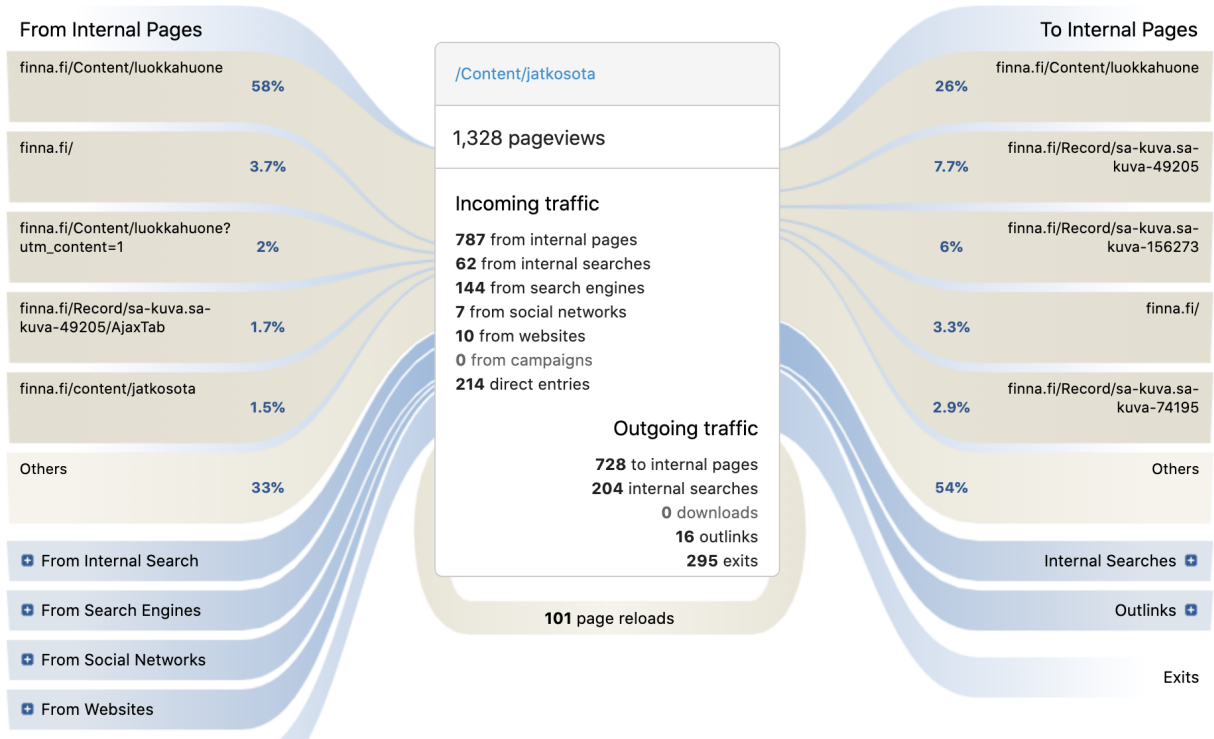 From Internal Pages
finna.fi/Content/luokkahuone
58%
finna.fi/
3.7%
finna.fi/Content/luokkahuone?
utm_content=1
2%
finna.fi/Record/sa-kuva.sa-
kuva-49205/AjaxTab
1.7%
finna.fi/content/jatkosota
1.5%
Others
33%
From Internal Search
From Search Engines
From Social Networks
From Websites
/Content/jatkosota
1,328 pageviews
Incoming traffic
787 from internal pages
62 from internal searches
144 from search engines
7 from social networks
10 from websites
0 from campaigns
214 direct entries
Outgoing traffic
728 to internal pages
204 internal searches
0 downloads
16 outlinks
295 exits
101 page reloads
To Internal Pages
finna.fi/Content/luokkahuone
26%
finna.fi/Record/sa-kuva.sa-
kuva-49205
7.7%
finna.fi/Record/sa-kuva.sa-
kuva-156273
6%
finna.fi/
3.3%
finna.fi/Record/sa-kuva.sa-
kuva-74195
2.9%
Others
54%
Internal Searches
Outlinks
Exits